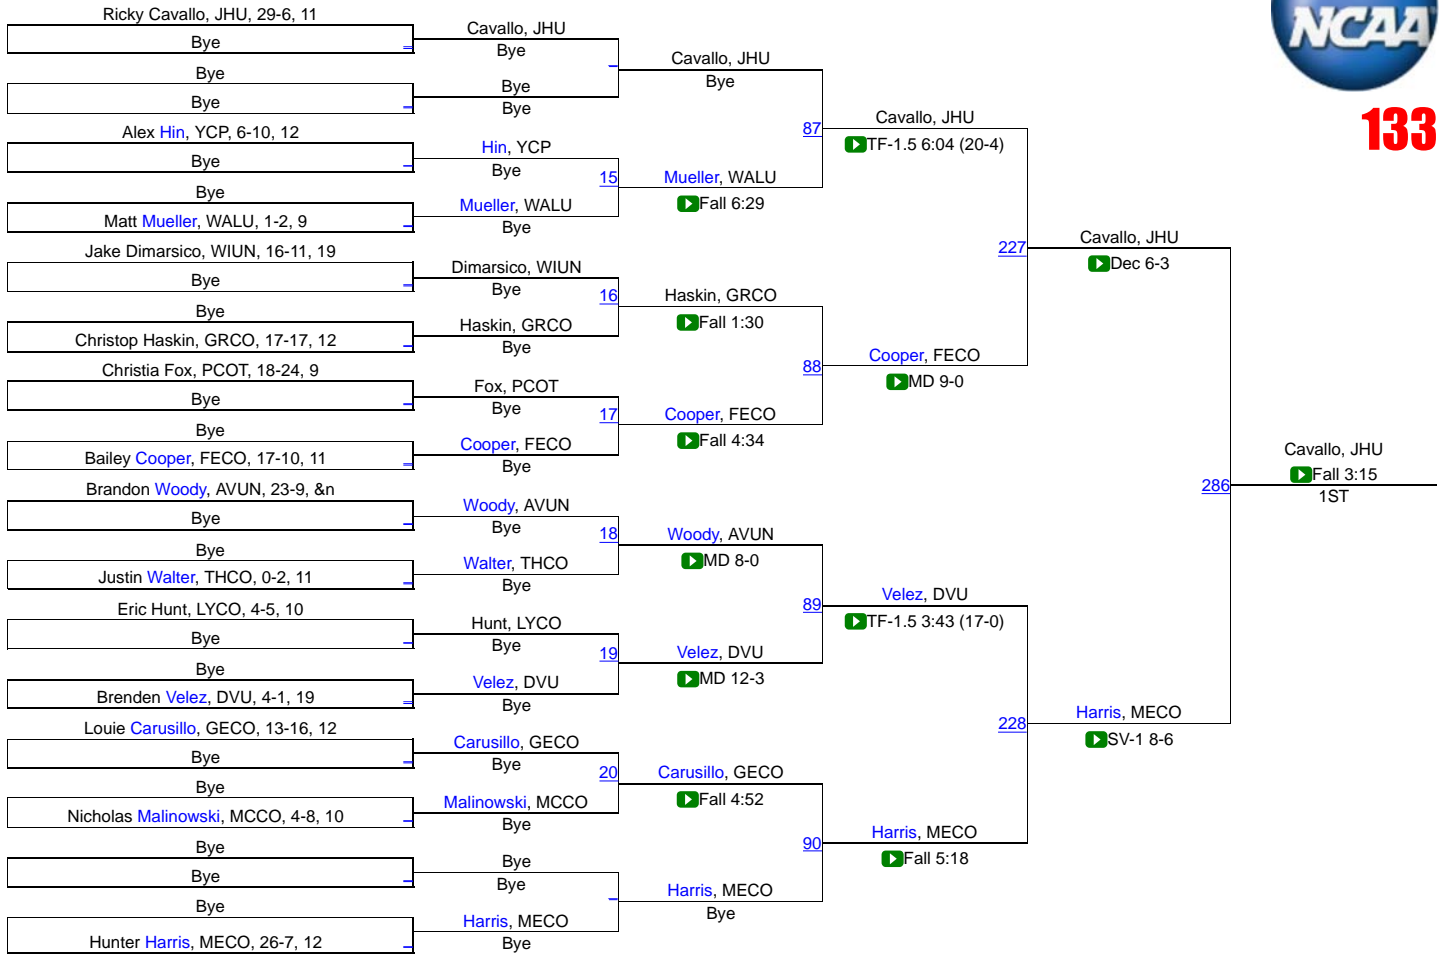 NCAA
133
Ricky Cavallo, JHU, 29-6, 11
Bye
Bye
Bye
Alex Hin, YCP, 6-10, 12
Bye
Bye
Matt Mueller, WALU, 1-2, 9
Jake Dimarsico, WIUN, 16-11, 19
Bye
Bye
Christop Haskin, GRCO, 17-17, 12
Christia Fox, PCOT, 18-24, 9
Bye
Bye
Bailey Cooper, FECO, 17-10, 11
Brandon Woody, AVUN, 23-9, &n
Bye
Bye
Justin Walter, THCO, 0-2, 11
Eric Hunt, LYCO, 4-5, 10
Bye
Bye
Brenden Velez, DVU, 4-1, 19
Louie Carusillo, GECO, 13-16, 12
Bye
Bye
Nicholas Malinowski, MCCO, 4-8, 10
Bye
Bye
Bye
Hunter Harris, MECO, 26-7, 12
Cavallo, JHU
Bye
Bye
Bye
Hin, YCP
Bye
15
Mueller, WALU
Bye
Dimarsico, WIUN
Bye
16
Haskin, GRCO
Bye
Fox, PCOT
Bye
17
Cooper, FECO
Bye
Woody, AVUN
Bye
18
Walter, THCO
Bye
Hunt, LYCO
Bye
19
Velez, DVU
Bye
Carusillo, GECO
Bye
20
Malinowski, MCCO
Bye
Bye
Bye
Harris, MECO
Bye
Cavallo, JHU
Bye
87
Mueller, WALU
Fall 6:29
Haskin, GRCO
Fall 1:30
88
Cooper, FECO
Fall 4:34
Woody, AVUN
MD 8-0
89
Velez, DVU
MD 12-3
Carusillo, GECO
Fall 4:52
90
Harris, MECO
Bye
Cavallo, JHU
TF-1.5 6:04 (20-4)
227
Cooper, FECO
MD 9-0
Velez, DVU
TF-1.5 3:43 (17-0)
228
Harris, MECO
Fall 5:18
Cavallo, JHU
Dec 6-3
286
Harris, MECO
SV-1 8-6
Cavallo, JHU
Fall 3:15
1ST